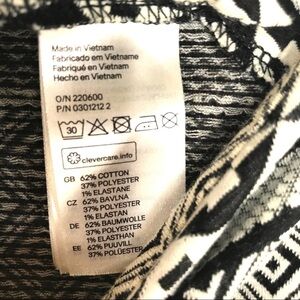 Made in Vietnam
Fabricado em Vietname
Fabriqué en Vietnam
Hecho en Vietnam
O/N 220600
P/N 0301212 2
30
clevercare.info
GB 62% COTTON
37% POLYESTER
1% ELASTANE
CZ 62% BAVLNA
37% POLYESTER
1% ELASTAN
DE 62% BAUMWOLLE
37% POLYESTER
1% ELASTHAN
EE 62% PUUVILL
37% POLÜESTER